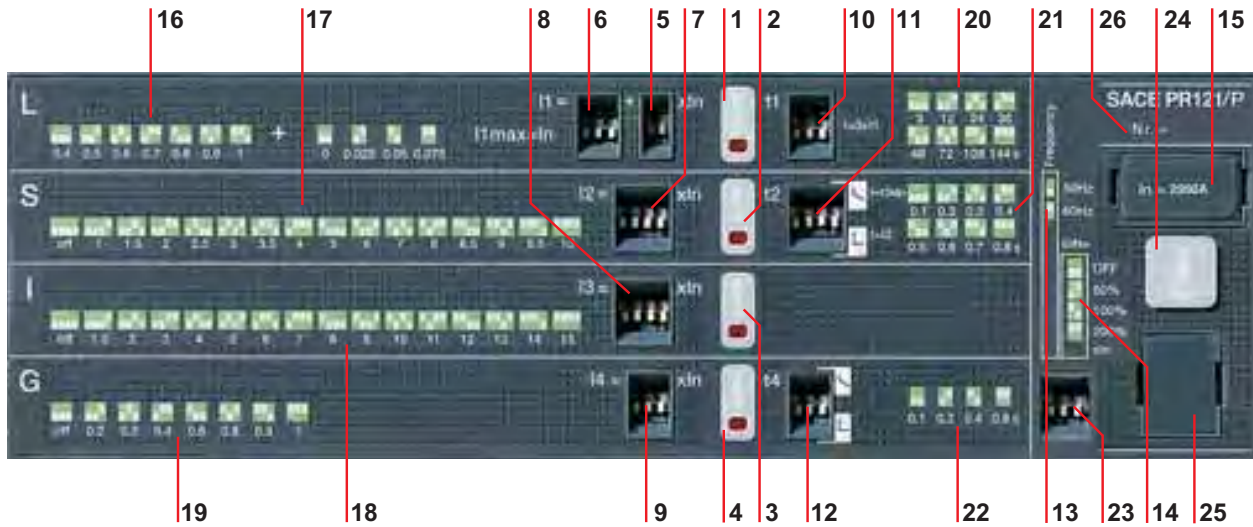 16 17 8 6 5 7 1 2 10 11 20 21 26 24 15
L I1 = + xIn t1 SACE PR121/P
I1max xIn Nr. =
0.4 0.5 0.6 0.7 0.8 0.9 1 + 0 0.025 0.05 0.075
3 12 24 36
48 72 108 144 s
Frequency
50Hz
60Hz
In = 2000A
S I2 = xIn t2
0.1 0.2 0.3 0.4
0.5 0.6 0.7 0.8 s
off 1 1.5 2 2.5 3 3.5 4 5 6 7 8 8.5 9 9.5 10
OFF
50%
100%
200%
I I3 = xIn
off 1.5 2 3 4 5 6 7 8 9 10 11 12 13 14 15
G I4 = xIn t4
off 0.2 0.3 0.4 0.6 0.8 0.9 1
0.1 0.2 0.4 0.8 s
19 18 9 4 3 12 22 13 23 14 25